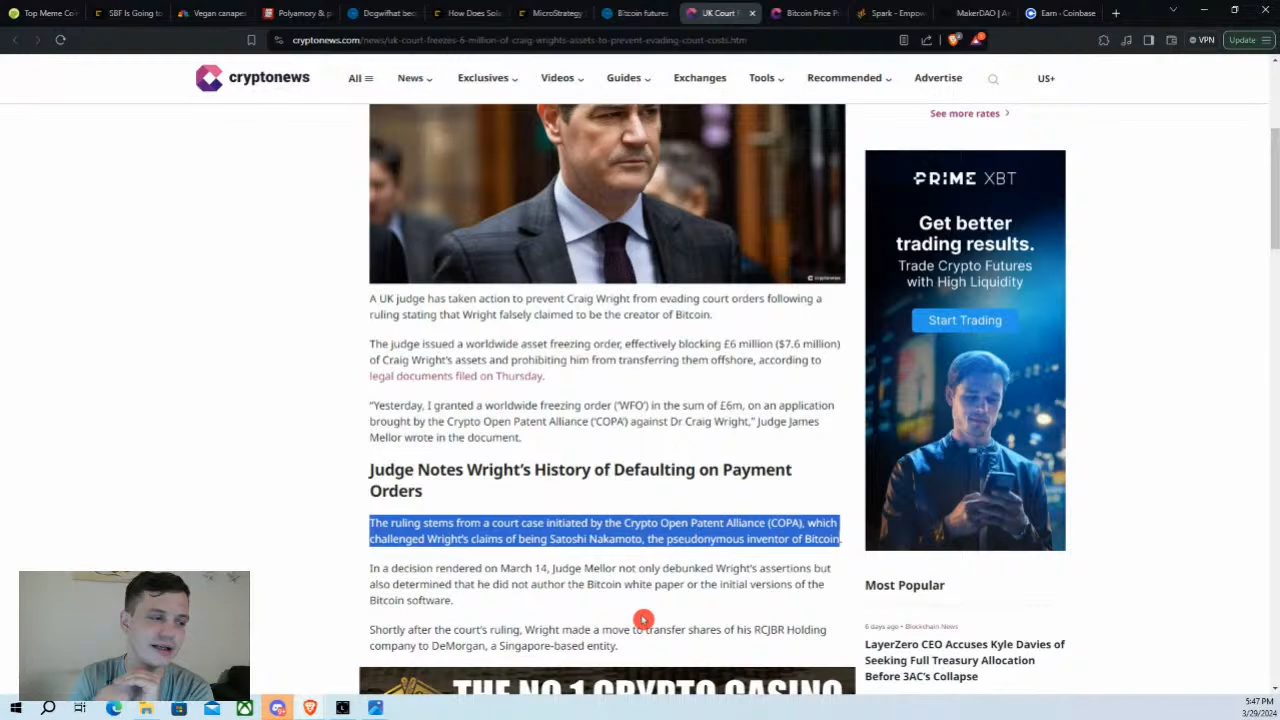 Top Meme Coi
SBF Is Going to
Vegan canape
Polyamory & p
Dogwifhat bec
How Does Sola
MicroStrategy
Bitcoin futures
UK Court F
Bitcoin Price P
Spark - Empow
MakerDAO | A
Earn - Coinbase
cryptonews.com/news/uk-court-freezes-6-million-of-craig-wrights-assets-to-prevent-evading-court-costs.htm
VPN
Update
cryptonews
All
News
Exclusives
Videos
Guides
Exchanges
Tools
Recommended
Advertise
US+
See more rates
cryptonews
PRIME XBT
Get better
trading results.
Trade Crypto Futures
with High Liquidity
Start Trading
A UK judge has taken action to prevent Craig Wright from evading court orders following a
ruling stating that Wright falsely claimed to be the creator of Bitcoin.
The judge issued a worldwide asset freezing order, effectively blocking £6 million ($7.6 million)
of Craig Wright's assets and prohibiting him from transferring them offshore, according to
legal documents filed on Thursday.
“Yesterday, I granted a worldwide freezing order (‘WFO’) in the sum of £6m, on an application
brought by the Crypto Open Patent Alliance (‘COPA’) against Dr Craig Wright,” Judge James
Mellor wrote in the document.
Judge Notes Wright’s History of Defaulting on Payment
Orders
The ruling stems from a court case initiated by the Crypto Open Patent Alliance (COPA), which
challenged Wright’s claims of being Satoshi Nakamoto, the pseudonymous inventor of Bitcoin.
In a decision rendered on March 14, Judge Mellor not only debunked Wright’s assertions but
also determined that he did not author the Bitcoin white paper or the initial versions of the
Bitcoin software.
Shortly after the court’s ruling, Wright made a move to transfer shares of his RCJBR Holding
company to DeMorgan, a Singapore-based entity.
THE NO.1 CRYPTO CASINO
Most Popular
6 days ago • Blockchain News
LayerZero CEO Accuses Kyle Davies of
Seeking Full Treasury Allocation
Before 3AC's Collapse
5:47 PM
3/29/2024